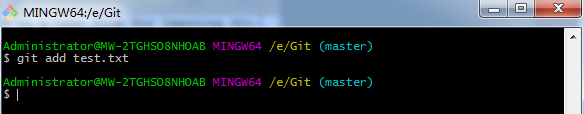 MINGW64:/e/Git
Administrator@MW-2TGHSO8NHOAB MINGW64 /e/Git (master)
$ git add test.txt
Administrator@MW-2TGHSO8NHOAB MINGW64 /e/Git (master)
$